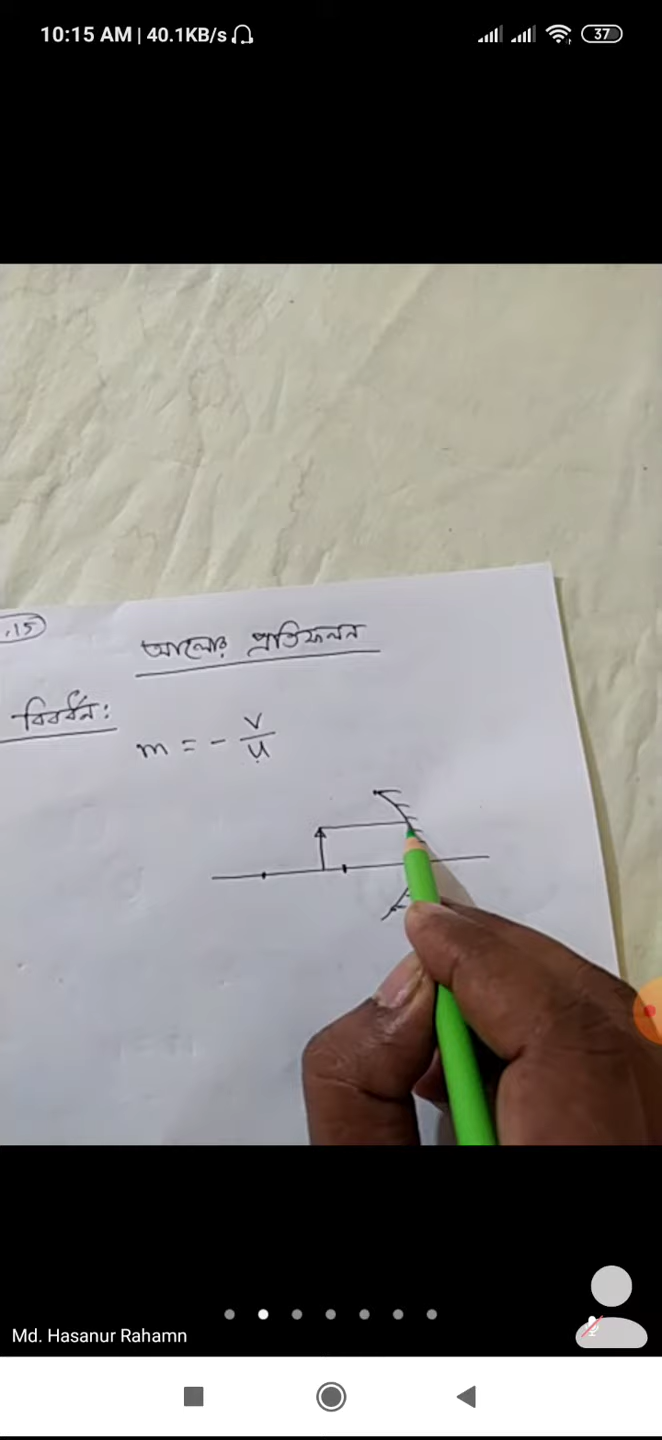 10:15 AM | 40.1KB/s
37
.15
আলোর প্রতিফলন
বিবর্ধন:
m = - v/u
Md. Hasanur Rahamn